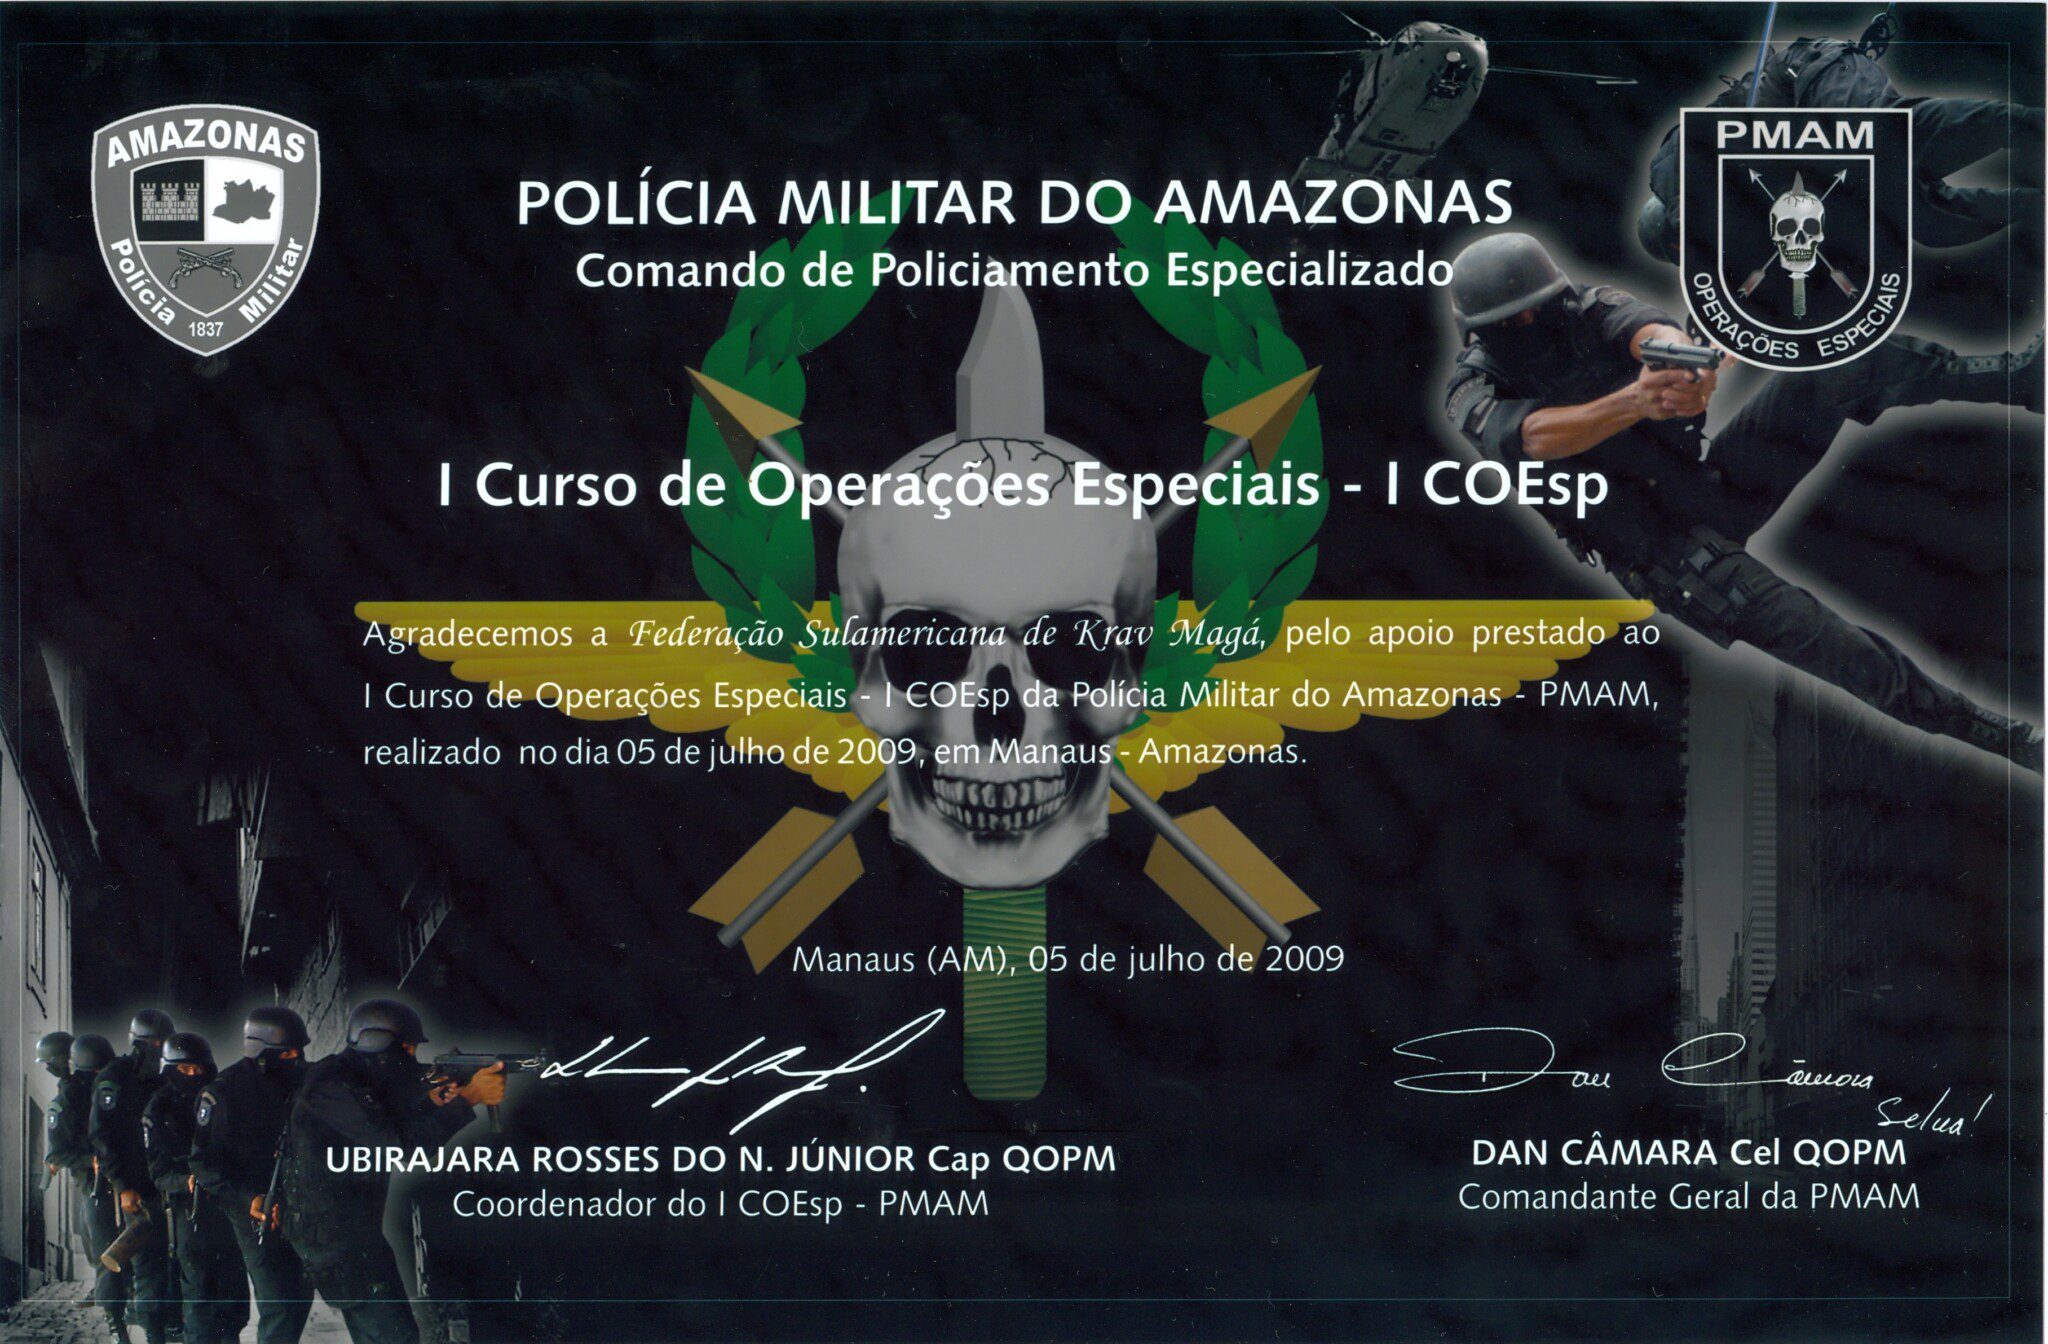 AMAZONAS
Polícia Militar
1837
PMAM
OPERAÇÕES ESPECIAIS
POLÍCIA MILITAR DO AMAZONAS
Comando de Policiamento Especializado
I Curso de Operações Especiais - I COEsp
Agradecemos a Federação Sulamericana de Krav Magá, pelo apoio prestado ao
I Curso de Operações Especiais - I COEsp da Polícia Militar do Amazonas - PMAM,
realizado no dia 05 de julho de 2009, em Manaus - Amazonas.
Manaus (AM), 05 de julho de 2009
Dan Câmara
Selva!
UBIRAJARA ROSSES DO N. JÚNIOR Cap QOPM
Coordenador do I COEsp - PMAM
DAN CÂMARA Cel QOPM
Comandante Geral da PMAM